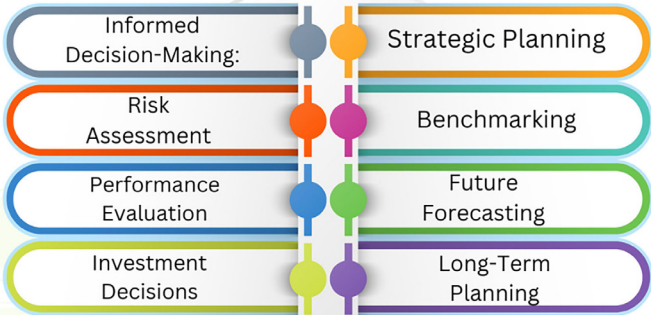 Informed
Decision-Making:
Strategic Planning
Risk
Assessment
Benchmarking
Performance
Evaluation
Future
Forecasting
Investment
Decisions
Long-Term
Planning